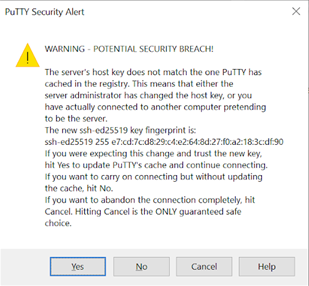 PuTTY Security Alert
WARNING - POTENTIAL SECURITY BREACH!
The server's host key does not match the one PuTTY has
cached in the registry. This means that either the
server administrator has changed the host key, or you
have actually connected to another computer pretending
to be the server.
The new ssh-ed25519 key fingerprint is:
ssh-ed25519 255 e7:cd:7c:d8:29:c4:e2:64:8d:27:f0:a2:18:3c:df:90
If you were expecting this change and trust the new key,
hit Yes to update PuTTY's cache and continue connecting.
If you want to carry on connecting but without updating
the cache, hit No.
If you want to abandon the connection completely, hit
Cancel. Hitting Cancel is the ONLY guaranteed safe
choice.
Yes No Cancel Help